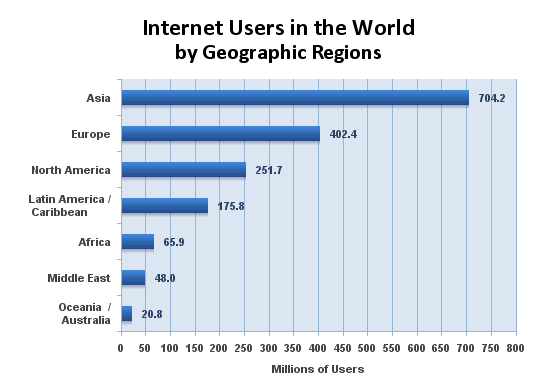 Internet Users in the World
by Geographic Regions
Asia 704.2
Europe 402.4
North America 251.7
Latin America /
Caribbean 175.8
Africa 65.9
Middle East 48.0
Oceania /
Australia 20.8
0 50 100 150 200 250 300 350 400 450 500 550 600 650 700 750 800
Millions of Users